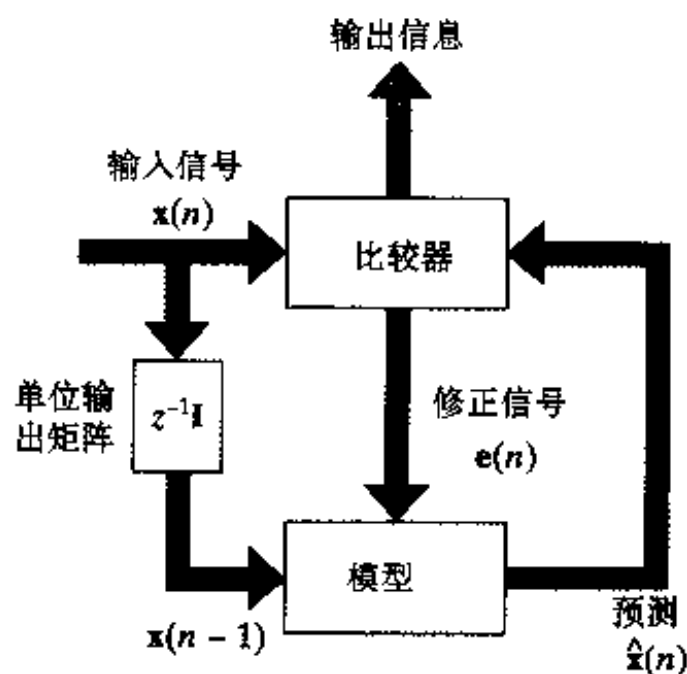 输出信息
输入信号
x(n)
比较器
单位输
出矩阵
z⁻¹I
修正信号
e(n)
模型
x(n − 1)
预测
x̂(n)